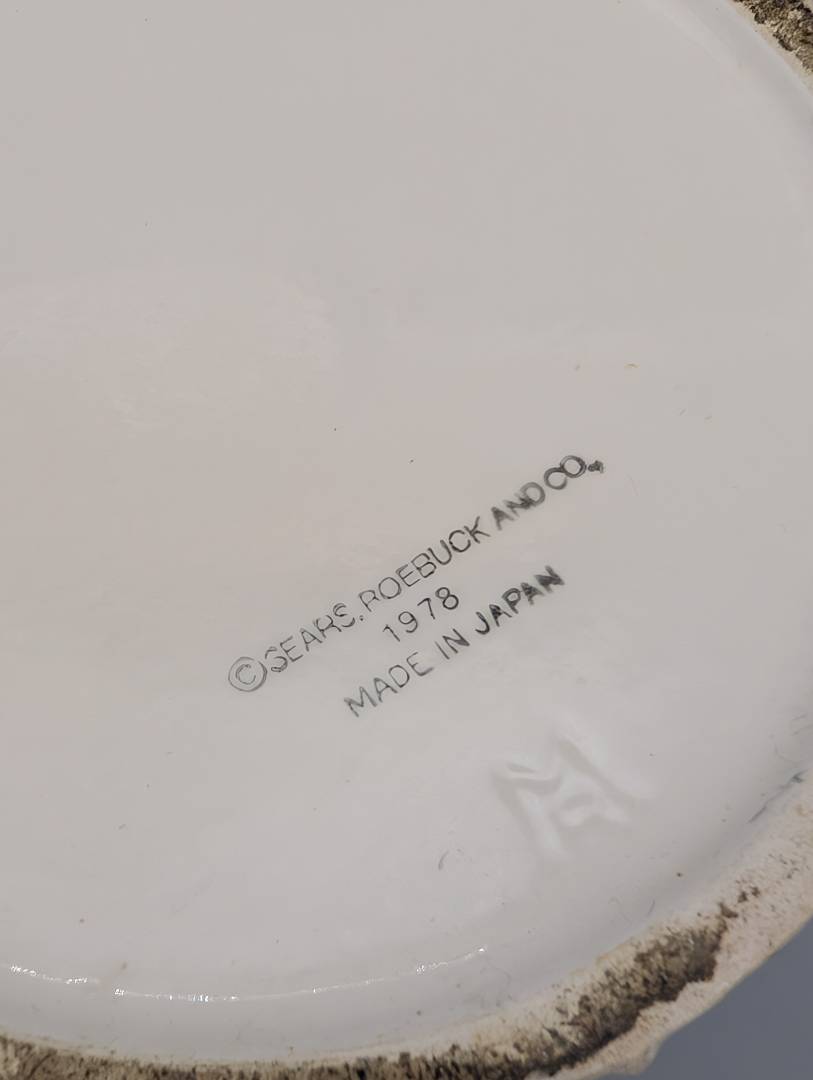 ©SEARS, ROEBUCK AND CO.,
1978
MADE IN JAPAN